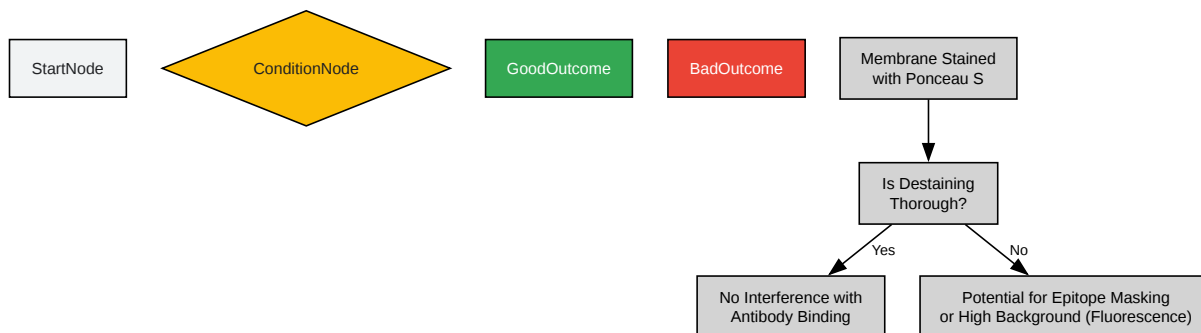 StartNode
ConditionNode
GoodOutcome
BadOutcome
Membrane Stained
with Ponceau S
Is Destaining
Thorough?
Yes
No
No Interference with
Antibody Binding
Potential for Epitope Masking
or High Background (Fluorescence)